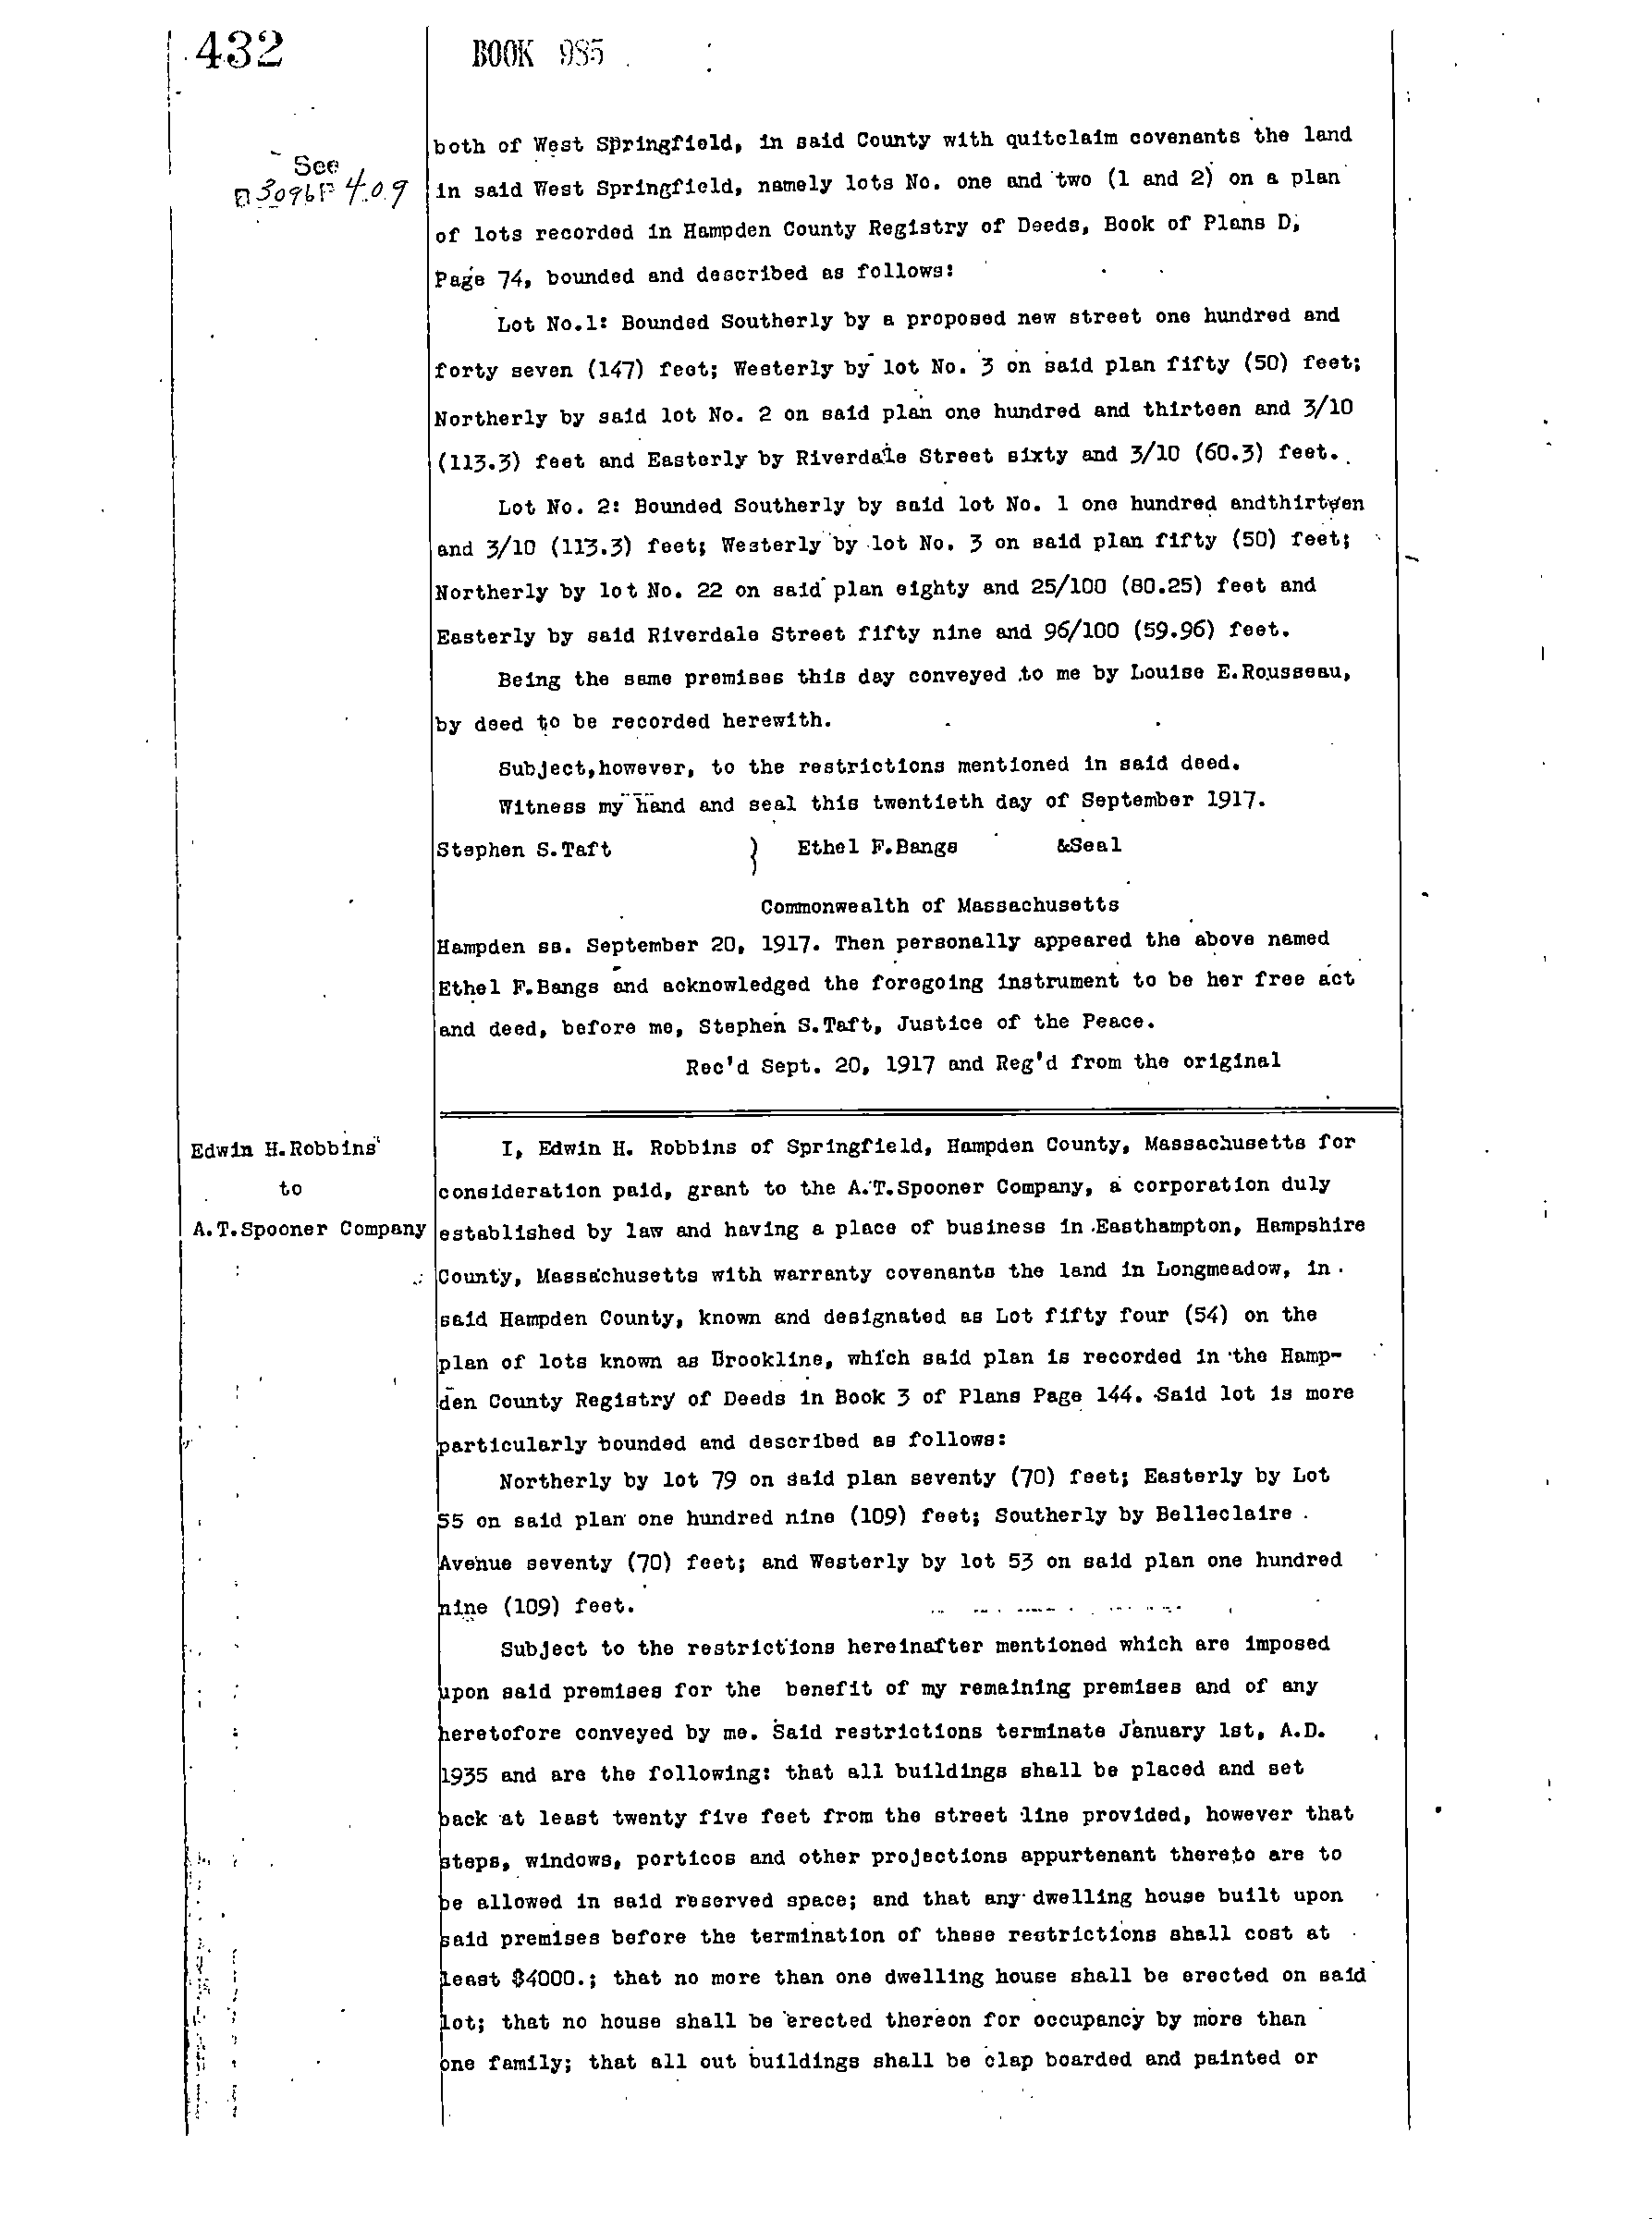 432
BOOK 985
See
B 3096 P 409
both of West Springfield, in said County with quitclaim covenants the land
in said West Springfield, namely lots No. one and two (1 and 2) on a plan
of lots recorded in Hampden County Registry of Deeds, Book of Plans D,
Page 74, bounded and described as follows:
Lot No.1: Bounded Southerly by a proposed new street one hundred and
forty seven (147) feet; Westerly by lot No. 3 on said plan fifty (50) feet;
Northerly by said lot No. 2 on said plan one hundred and thirteen and 3/10
(113.3) feet and Easterly by Riverdale Street sixty and 3/10 (60.3) feet.
Lot No. 2: Bounded Southerly by said lot No. 1 one hundred andthirteen
and 3/10 (113.3) feet; Westerly by lot No. 3 on said plan fifty (50) feet;
Northerly by lot No. 22 on said plan eighty and 25/100 (80.25) feet and
Easterly by said Riverdale Street fifty nine and 96/100 (59.96) feet.
Being the same premises this day conveyed to me by Louise E.Rousseau,
by deed to be recorded herewith.
Subject,however, to the restrictions mentioned in said deed.
Witness my hand and seal this twentieth day of September 1917.
Stephen S.Taft } Ethel F.Bangs &Seal
Commonwealth of Massachusetts
Hampden ss. September 20, 1917. Then personally appeared the above named
Ethel F.Bangs and acknowledged the foregoing instrument to be her free act
and deed, before me, Stephen S.Taft, Justice of the Peace.
Rec'd Sept. 20, 1917 and Reg'd from the original
Edwin H.Robbins
to
A.T.Spooner Company
I, Edwin H. Robbins of Springfield, Hampden County, Massachusetts for
consideration paid, grant to the A.T.Spooner Company, a corporation duly
established by law and having a place of business in Easthampton, Hampshire
County, Massachusetts with warranty covenants the land in Longmeadow, in
said Hampden County, known and designated as Lot fifty four (54) on the
plan of lots known as Brookline, which said plan is recorded in the Hamp-
den County Registry of Deeds in Book 3 of Plans Page 144. Said lot is more
particularly bounded and described as follows:
Northerly by lot 79 on said plan seventy (70) feet; Easterly by Lot
55 on said plan one hundred nine (109) feet; Southerly by Belleclaire
Avenue seventy (70) feet; and Westerly by lot 53 on said plan one hundred
nine (109) feet.
Subject to the restrictions hereinafter mentioned which are imposed
upon said premises for the benefit of my remaining premises and of any
heretofore conveyed by me. Said restrictions terminate January 1st, A.D.
1935 and are the following: that all buildings shall be placed and set
back at least twenty five feet from the street line provided, however that
steps, windows, porticos and other projections appurtenant thereto are to
be allowed in said reserved space; and that any dwelling house built upon
said premises before the termination of these restrictions shall cost at
least $4000.; that no more than one dwelling house shall be erected on said
lot; that no house shall be erected thereon for occupancy by more than
one family; that all out buildings shall be clap boarded and painted or